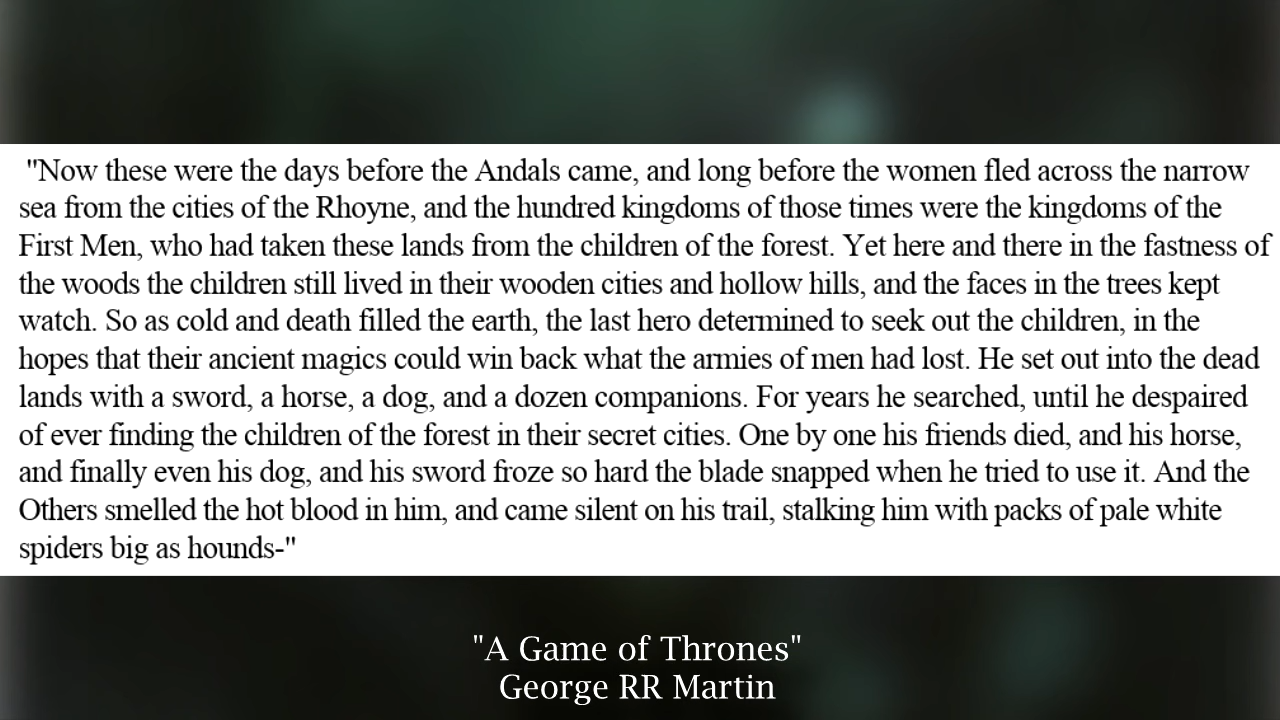 "Now these were the days before the Andals came, and long before the women fled across the narrow
sea from the cities of the Rhoyne, and the hundred kingdoms of those times were the kingdoms of the
First Men, who had taken these lands from the children of the forest. Yet here and there in the fastness of
the woods the children still lived in their wooden cities and hollow hills, and the faces in the trees kept
watch. So as cold and death filled the earth, the last hero determined to seek out the children, in the
hopes that their ancient magics could win back what the armies of men had lost. He set out into the dead
lands with a sword, a horse, a dog, and a dozen companions. For years he searched, until he despaired
of ever finding the children of the forest in their secret cities. One by one his friends died, and his horse,
and finally even his dog, and his sword froze so hard the blade snapped when he tried to use it. And the
Others smelled the hot blood in him, and came silent on his trail, stalking him with packs of pale white
spiders big as hounds-"
"A Game of Thrones"
George RR Martin